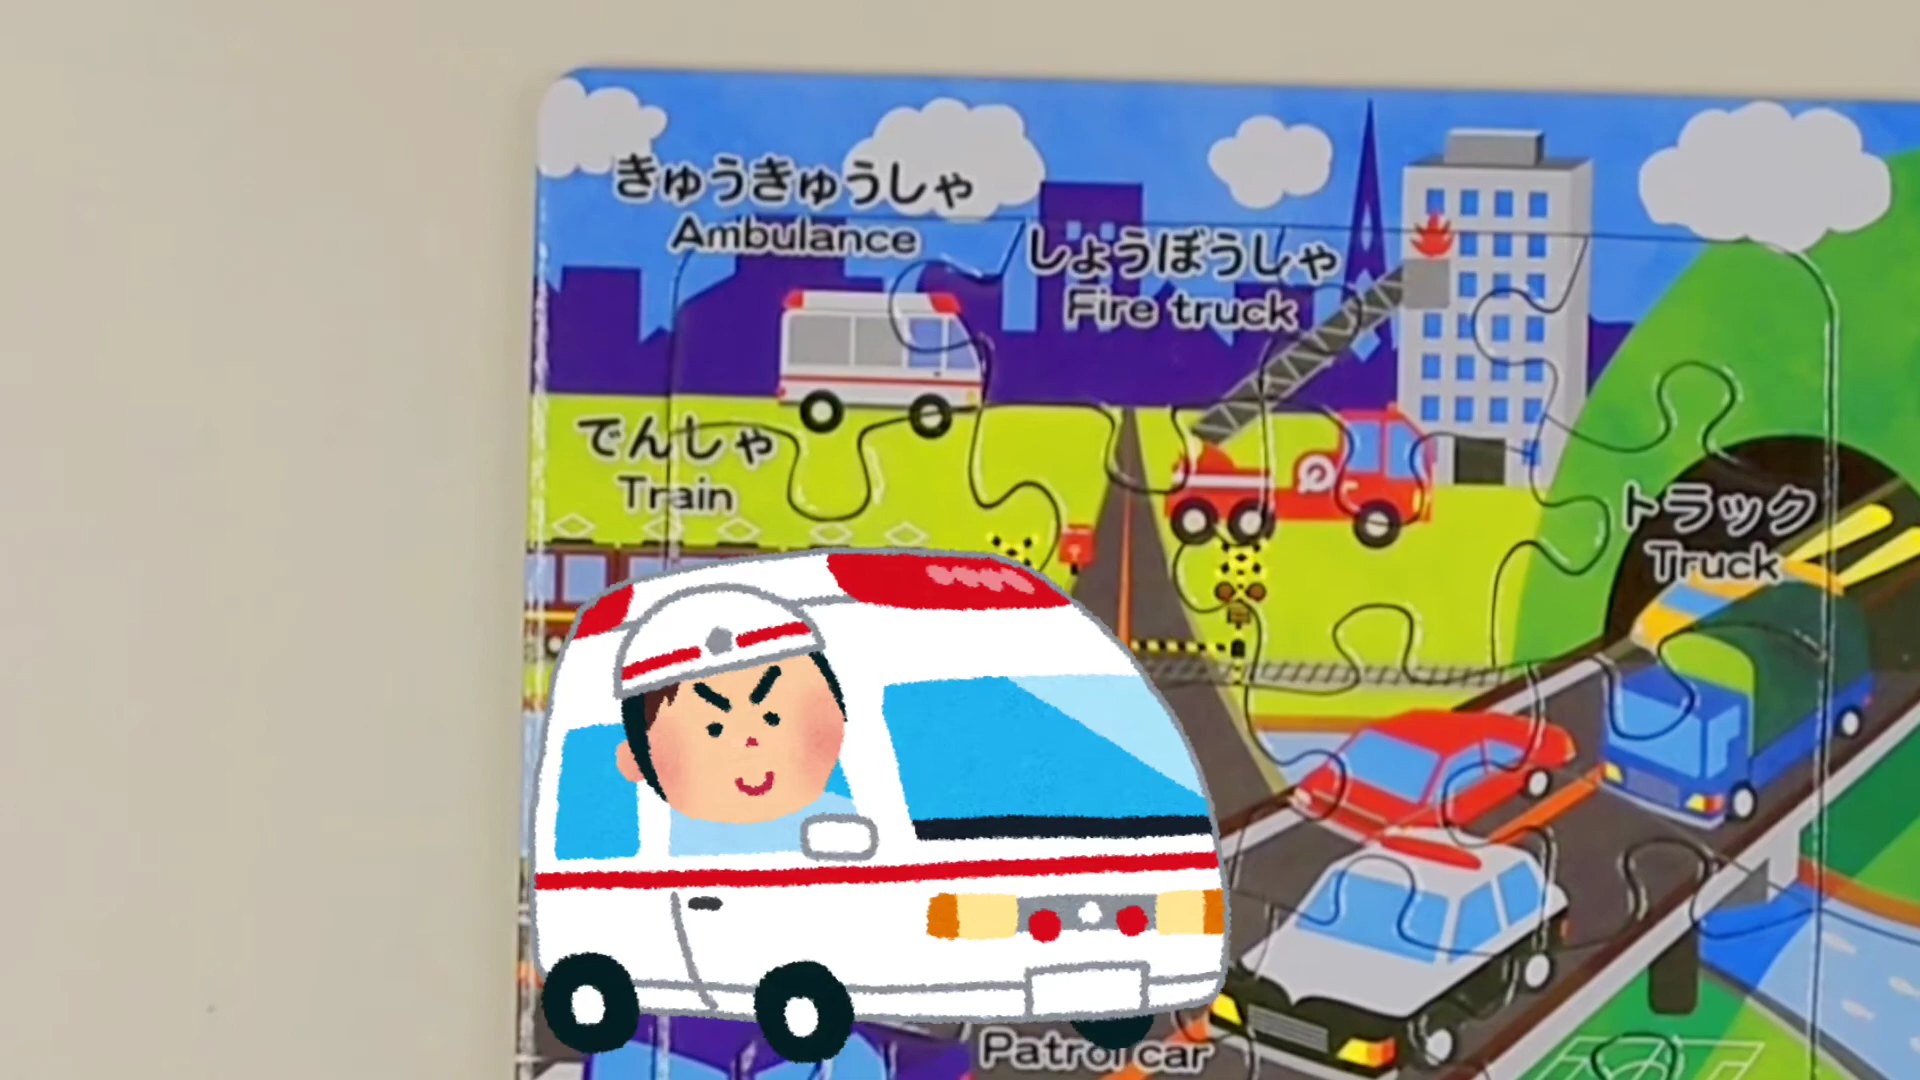 きゅうきゅうしゃ
Ambulance
しょうぼうしゃ
Fire truck
でんしゃ
Train
トラック
Truck
Patrol car